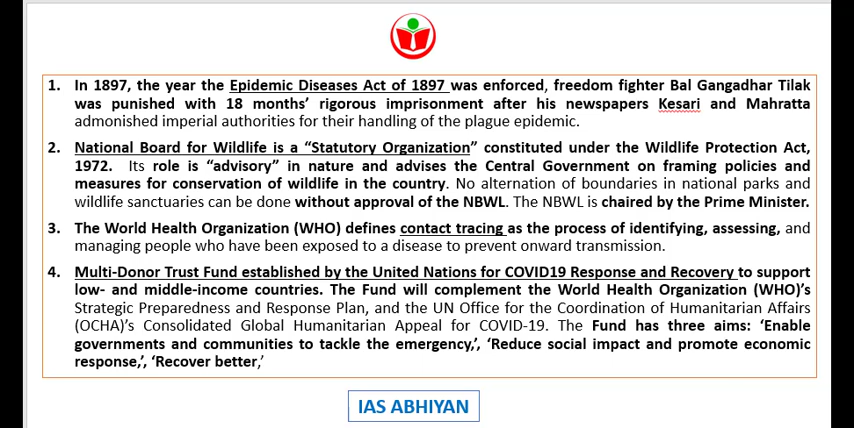 1. In 1897, the year the Epidemic Diseases Act of 1897 was enforced, freedom fighter Bal Gangadhar Tilak
was punished with 18 months’ rigorous imprisonment after his newspapers Kesari and Mahratta
admonished imperial authorities for their handling of the plague epidemic.
2. National Board for Wildlife is a “Statutory Organization” constituted under the Wildlife Protection Act,
1972. Its role is “advisory” in nature and advises the Central Government on framing policies and
measures for conservation of wildlife in the country. No alternation of boundaries in national parks and
wildlife sanctuaries can be done without approval of the NBWL. The NBWL is chaired by the Prime Minister.
3. The World Health Organization (WHO) defines contact tracing as the process of identifying, assessing, and
managing people who have been exposed to a disease to prevent onward transmission.
4. Multi-Donor Trust Fund established by the United Nations for COVID19 Response and Recovery to support
low- and middle-income countries. The Fund will complement the World Health Organization (WHO)’s
Strategic Preparedness and Response Plan, and the UN Office for the Coordination of Humanitarian Affairs
(OCHA)’s Consolidated Global Humanitarian Appeal for COVID-19. The Fund has three aims: ‘Enable
governments and communities to tackle the emergency,’, ‘Reduce social impact and promote economic
response,’, ‘Recover better,’
IAS ABHIYAN